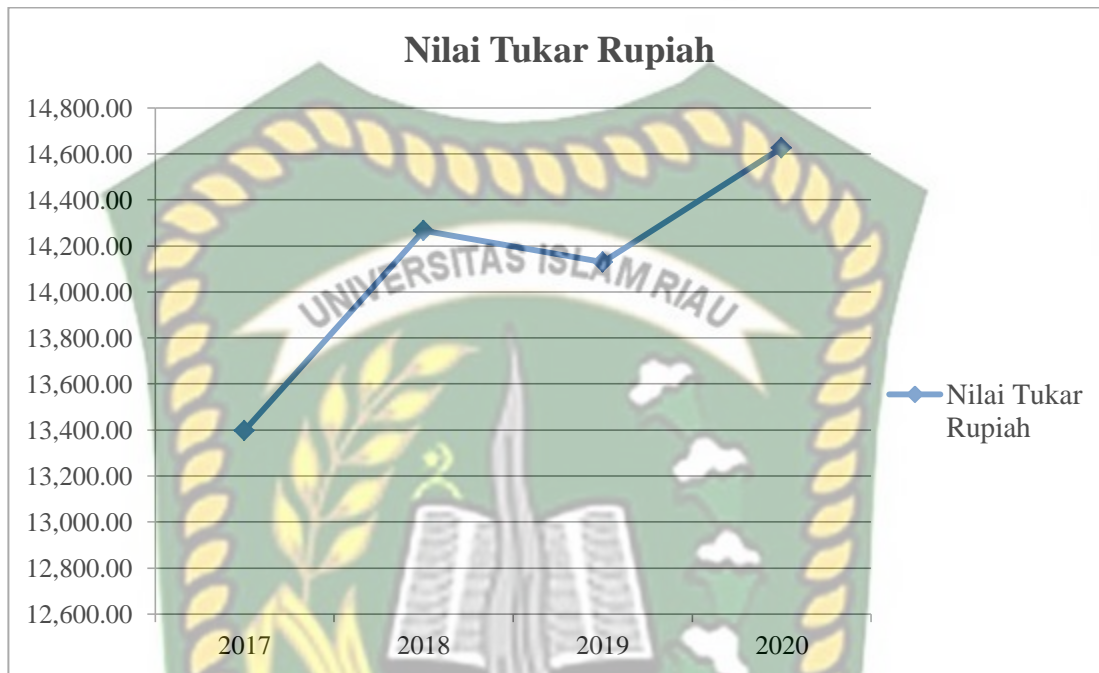 Nilai Tukar Rupiah
14,800.00
14,600.00
14,400.00
14,200.00
14,000.00
13,800.00
13,600.00
13,400.00
13,200.00
13,000.00
12,800.00
12,600.00
2017 2018 2019 2020
Nilai Tukar
Rupiah
UNIVERSITAS ISLAM RIAU